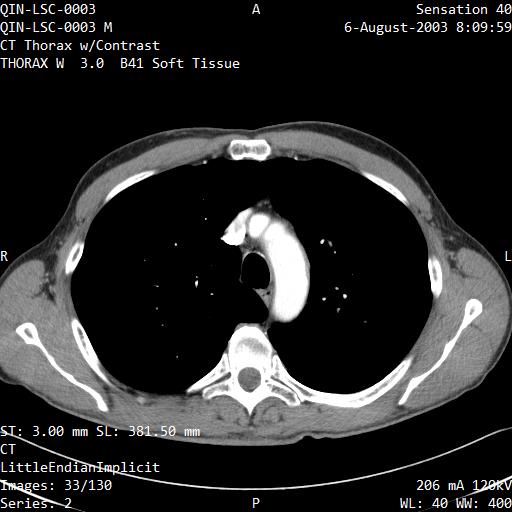 QIN-LSC-0003 A Sensation 40
QIN-LSC-0003 M 6-August-2003 8:09:59
CT Thorax w/Contrast
THORAX W 3.0 B41 Soft Tissue
R L
ST: 3.00 mm SL: 381.50 mm
CT
LittleEndianImplicit
Images: 33/130 206 mA 120kV
Series: 2 P WL: 40 WW: 400